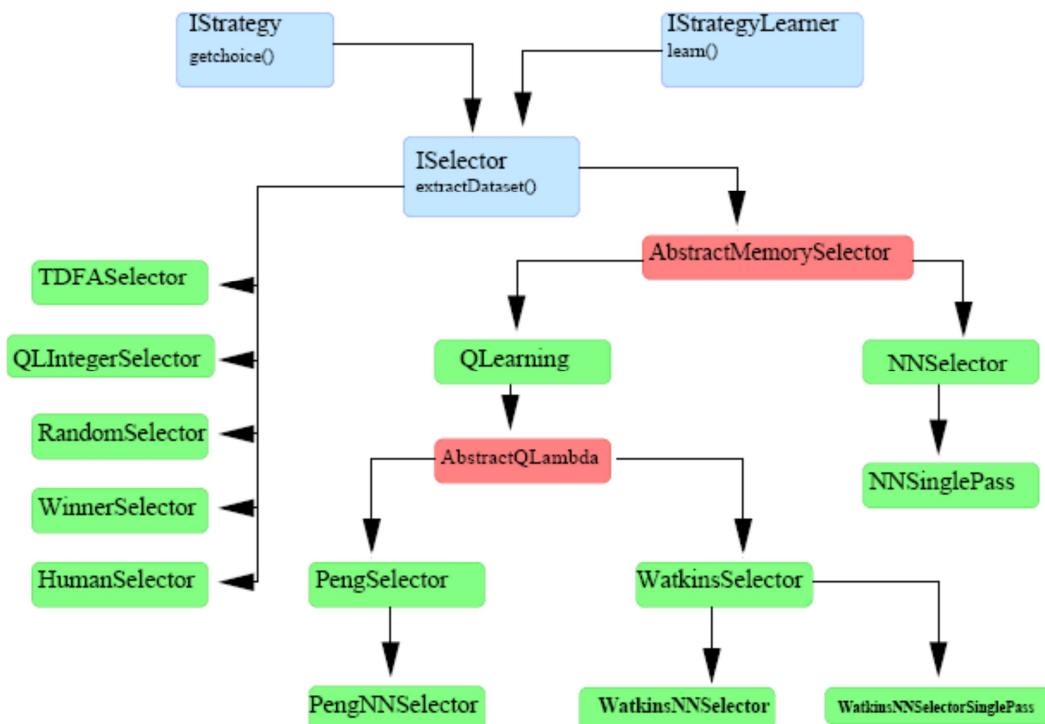 IStrategy
getchoice()
IStrategyLearner
learn()
ISelector
extractDataset()
AbstractMemorySelector
TDFASelector
QLIntegerSelector
QLearning
NNSelector
RandomSelector
AbstractQLambda
NNSinglePass
WinnerSelector
HumanSelector
PengSelector
WatkinsSelector
PengNNSelector
WatkinsNNSelector
WatkinsNNSelectorSinglePass